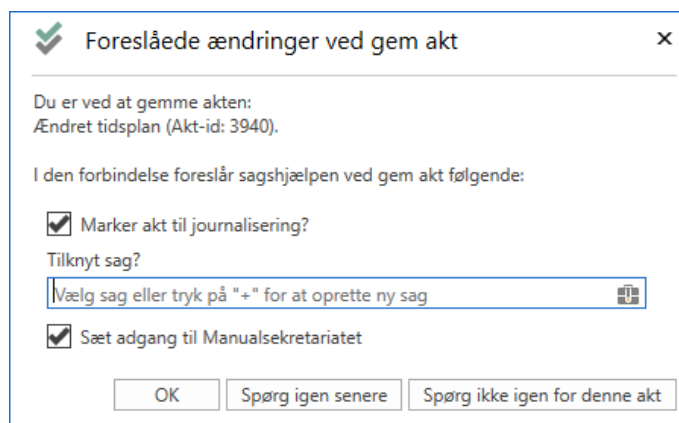 Foreslåede ændringer ved gem akt
Du er ved at gemme akten:
Ændret tidsplan (Akt-id: 3940).
I den forbindelse foreslår sagshjælpen ved gem akt følgende:
Marker akt til journalisering?
Tilknyt sag?
Vælg sag eller tryk på "+" for at oprette ny sag
Sæt adgang til Manualsekretariatet
OK Spørg igen senere Spørg ikke igen for denne akt